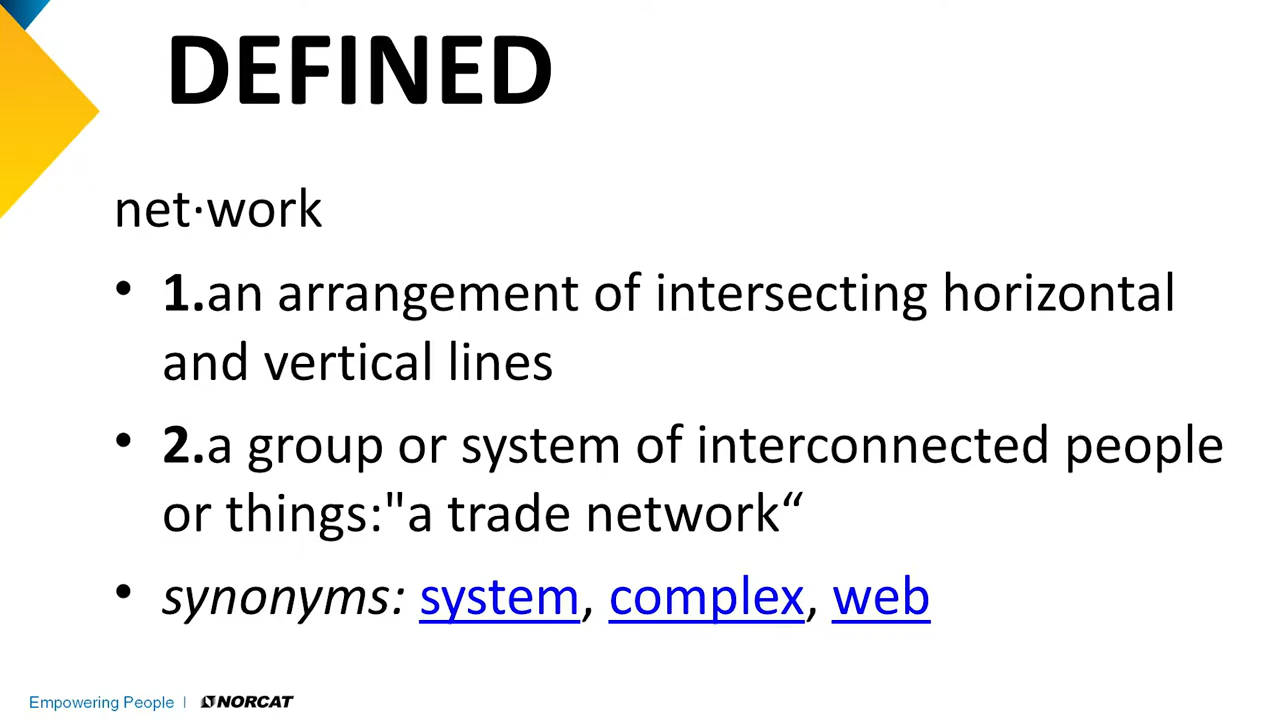 DEFINED
net·work
• 1.an arrangement of intersecting horizontal
and vertical lines
• 2.a group or system of interconnected people
or things:"a trade network“
• synonyms: system, complex, web
Empowering People | NORCAT